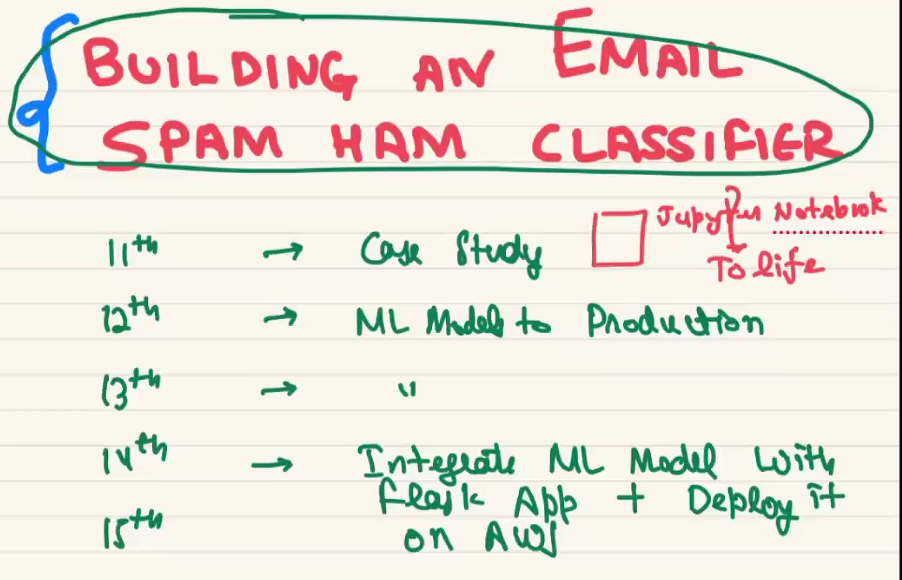 BUILDING AN EMAIL
SPAM HAM CLASSIFIER
Jupyter Notebook
To life
11th → Case Study
12th → ML Model to Production
13th → "
14th → Integrate ML Model With
Flask App + Deploy it
15th on AWS